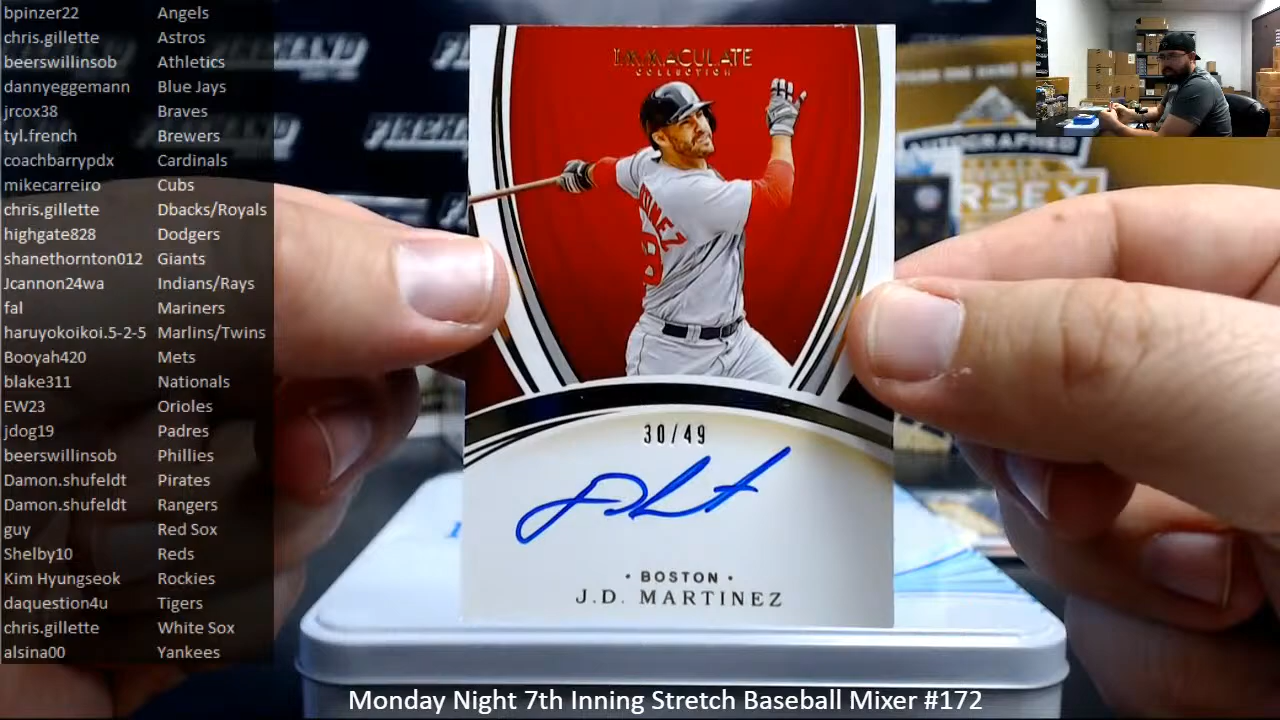 bpinzer22 Angels
chris.gillette Astros
beerswillinsob Athletics
dannyeggemann Blue Jays
jrcox38 Braves
tyl.french Brewers
coachbarrypdx Cardinals
mikecarreiro Cubs
chris.gillette Dbacks/Royals
highgate828 Dodgers
shanethornton012 Giants
Jcannon24wa Indians/Rays
fal Mariners
haruyokoikoi.5-2-5 Marlins/Twins
Booyah420 Mets
blake311 Nationals
EW23 Orioles
jdog19 Padres
beerswillinsob Phillies
Damon.shufeldt Pirates
Damon.shufeldt Rangers
guy Red Sox
Shelby10 Reds
Kim Hyungseok Rockies
daquestion4u Tigers
chris.gillette White Sox
alsina00 Yankees
IMMACULATE
COLLECTION
30/49
• BOSTON •
J.D. MARTINEZ
AUTOGRAPHED
JERSEY
Monday Night 7th Inning Stretch Baseball Mixer #172